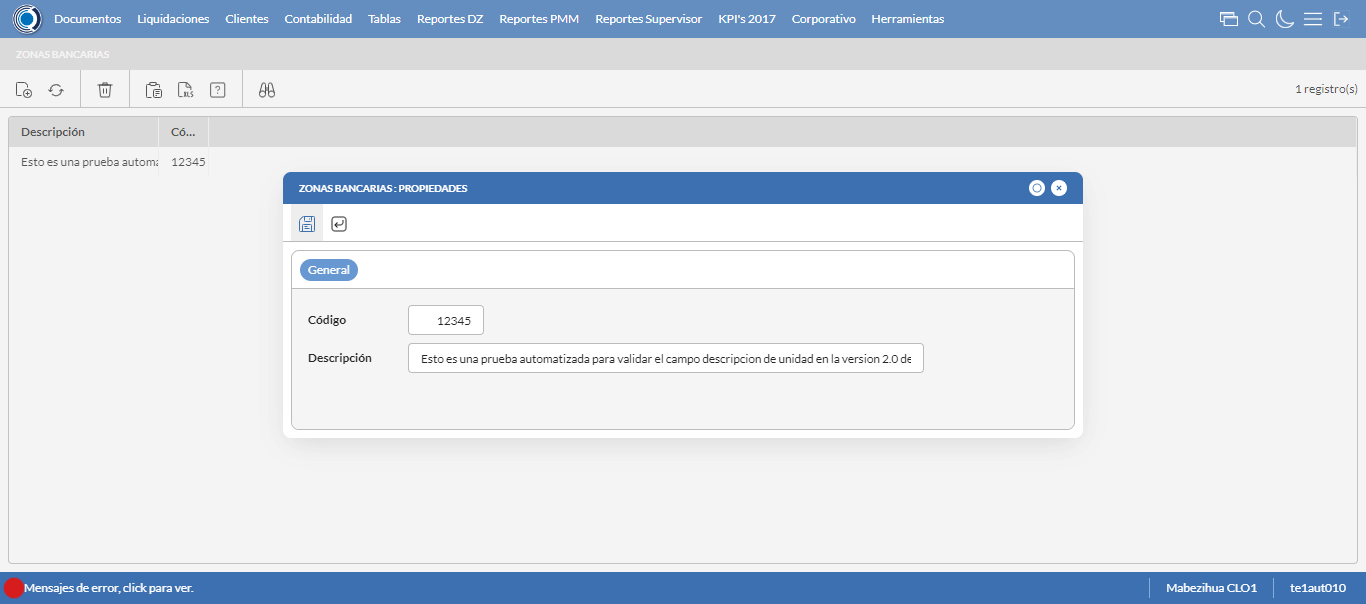 Documentos Liquidaciones Clientes Contabilidad Tablas Reportes DZ Reportes PMM Reportes Supervisor KPI's 2017 Corporativo Herramientas
ZONAS BANCARIAS
XLS ? 1 registro(s)
Descripción Có...
Esto es una prueba automa 12345
ZONAS BANCARIAS : PROPIEDADES
General
Código 12345
Descripción Esto es una prueba automatizada para validar el campo descripcion de unidad en la version 2.0 de
Mensajes de error, click para ver. Mabezihua CLO1 te1aut010